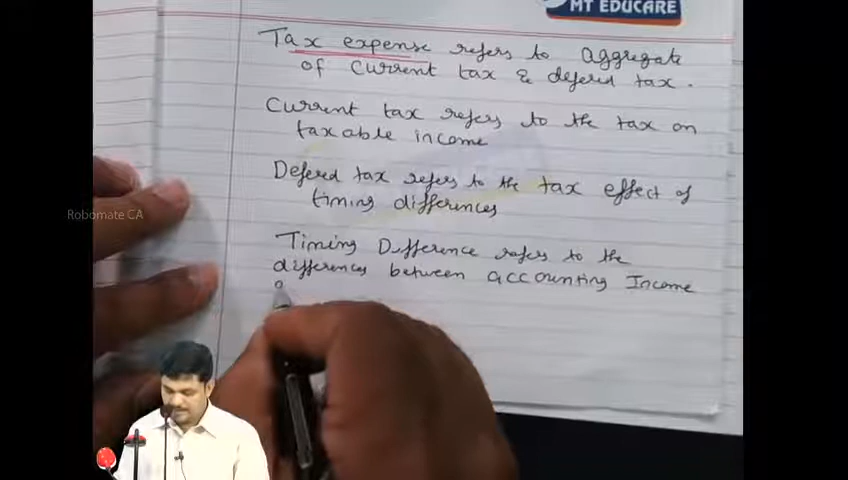 MT EDUCARE
Tax expense refers to aggregate
of current tax & defered tax.
Current tax refers to the tax on
taxable income
Defered tax refers to the tax effect of
timing differences
Timing Difference refers to the
differences between accounting Income
Robomate CA